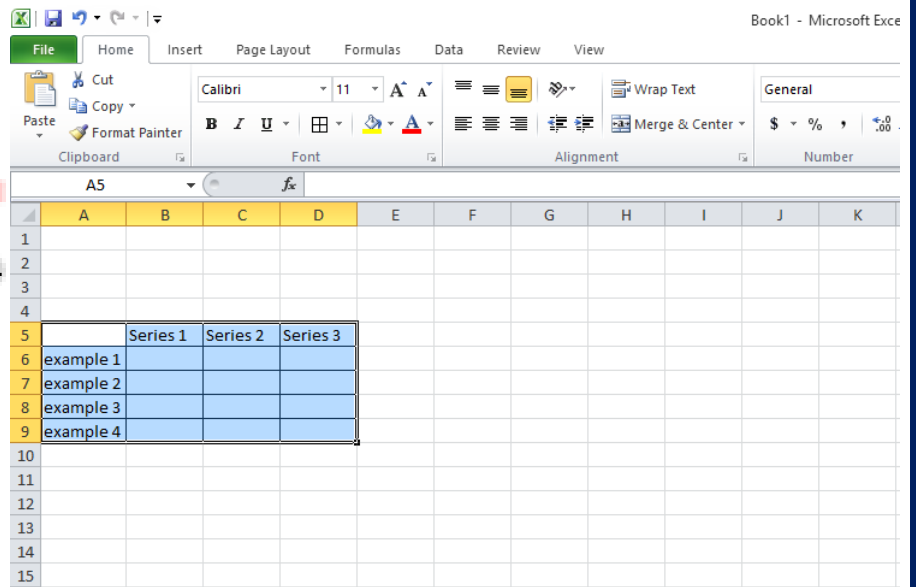 Book1 - Microsoft Exce
File Home Insert Page Layout Formulas Data Review View
Paste
Cut
Copy
Format Painter
Clipboard
Calibri 11 A A
B I U A
Font
Wrap Text
Merge & Center
Alignment
General
$ % , .00
Number
A5 fx
A B C D E F G H I J K
1
2
3
4
5 Series 1 Series 2 Series 3
6 example 1
7 example 2
8 example 3
9 example 4
10
11
12
13
14
15